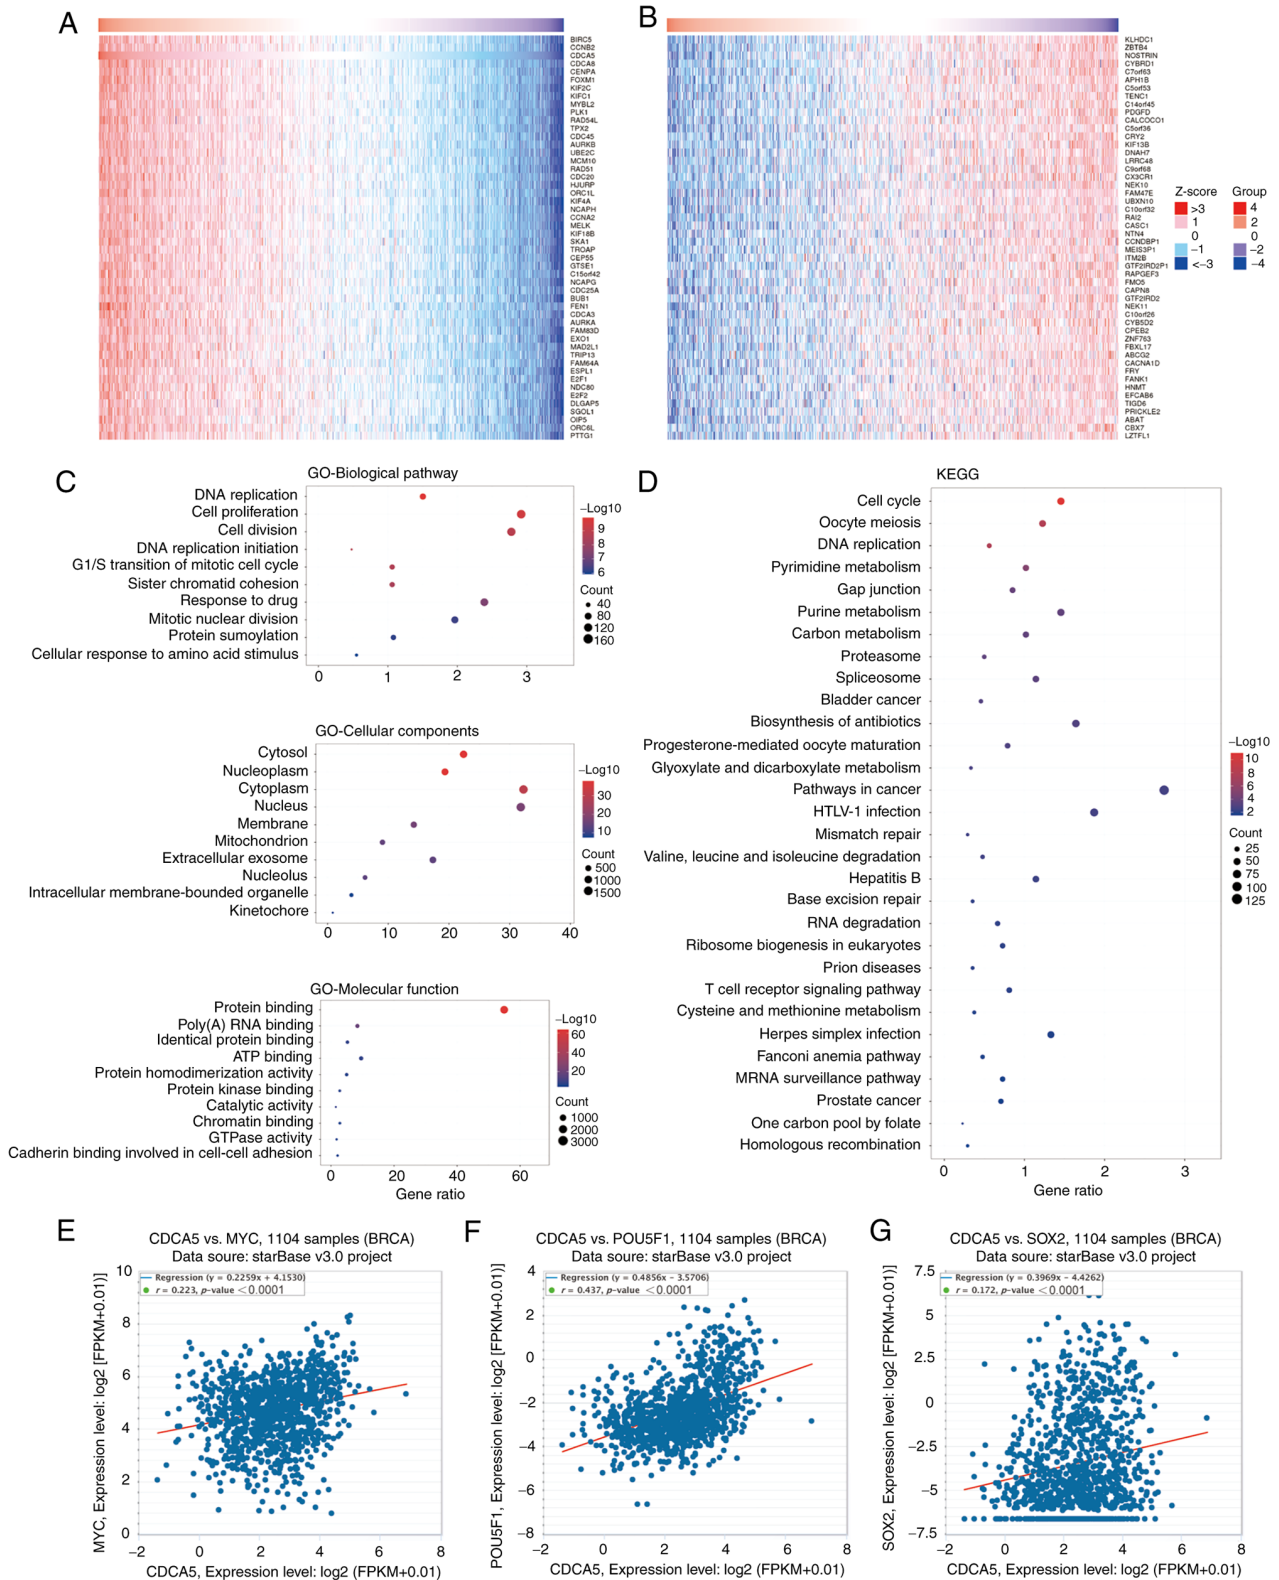 A
BIRC5
CCNB2
CDCA5
CDCA8
CENPA
FOXM1
KIF2C
KIFC1
MYBL2
PLK1
RAD54L
TPX2
CDC45
AURKB
UBE2C
MCM10
RAD51
CDC20
HJURP
ORC1L
KIF4A
NCAPH
CCNA2
MELK
KIF18B
SKA1
TROAP
CEP55
GTSE1
C15orf42
NCAPG
CDC25A
BUB1
FEN1
CDCA3
AURKA
FAM83D
EXO1
MAD2L1
TRIP13
FAM64A
ESPL1
E2F1
NDC80
E2F2
DLGAP5
SGOL1
OIP5
ORC6L
PTTG1
B
KLHDC1
ZBTB4
NOSTRIN
CYBRD1
C7orf63
APH1B
C5orf53
TENC1
C14orf45
PDGFD
CALCOCO1
C5orf36
CRY2
KIF13B
DNAH7
LRRC48
C9orf68
CX3CR1
NEK10
FAM47E
UBXN10
C10orf32
RAI2
CASC1
NTN4
CCNDBP1
MEIS3P1
ITM2B
GTF2IRD2P1
RAPGEF3
FMO5
CAPN8
GTF2IRD2
NEK11
C10orf26
CYB5D2
CPEB2
ZNF763
FBXL17
ABCG2
CACNA1D
FRY
FANK1
HNMT
EFCAB6
TIGD6
PRICKLE2
ABAT
CBX7
LZTFL1
Z-score
>3
1
0
−1
<−3
Group
4
2
0
−2
−4
C
GO-Biological pathway
DNA replication
Cell proliferation
Cell division
DNA replication initiation
G1/S transition of mitotic cell cycle
Sister chromatid cohesion
Response to drug
Mitotic nuclear division
Protein sumoylation
Cellular response to amino acid stimulus
0 1 2 3
−Log10
9
8
7
6
Count
40
80
120
160
GO-Cellular components
Cytosol
Nucleoplasm
Cytoplasm
Nucleus
Membrane
Mitochondrion
Extracellular exosome
Nucleolus
Intracellular membrane-bounded organelle
Kinetochore
0 10 20 30 40
−Log10
30
20
10
Count
500
1000
1500
GO-Molecular function
Protein binding
Poly(A) RNA binding
Identical protein binding
ATP binding
Protein homodimerization activity
Protein kinase binding
Catalytic activity
Chromatin binding
GTPase activity
Cadherin binding involved in cell-cell adhesion
0 20 40 60
Gene ratio
−Log10
60
40
20
Count
1000
2000
3000
D
KEGG
Cell cycle
Oocyte meiosis
DNA replication
Pyrimidine metabolism
Gap junction
Purine metabolism
Carbon metabolism
Proteasome
Spliceosome
Bladder cancer
Biosynthesis of antibiotics
Progesterone-mediated oocyte maturation
Glyoxylate and dicarboxylate metabolism
Pathways in cancer
HTLV-1 infection
Mismatch repair
Valine, leucine and isoleucine degradation
Hepatitis B
Base excision repair
RNA degradation
Ribosome biogenesis in eukaryotes
Prion diseases
T cell receptor signaling pathway
Cysteine and methionine metabolism
Herpes simplex infection
Fanconi anemia pathway
MRNA surveillance pathway
Prostate cancer
One carbon pool by folate
Homologous recombination
0 1 2 3
Gene ratio
−Log10
10
8
6
4
2
Count
25
50
75
100
125
E
CDCA5 vs. MYC, 1104 samples (BRCA)
Data soure: starBase v3.0 project
Regression (y = 0.2259x + 4.1530)
r = 0.223, p-value <0.0001
MYC, Expression level: log2 [FPKM+0.01)]
10
8
6
4
2
0
−2 0 2 4 6 8
CDCA5, Expression level: log2 (FPKM+0.01)
F
CDCA5 vs. POU5F1, 1104 samples (BRCA)
Data soure: starBase v3.0 project
Regression (y = 0.4856x − 3.5706)
r = 0.437, p-value <0.0001
POU5F1, Expression level: log2 [FPKM+0.01)]
4
2
0
−2
−4
−6
−8
−2 0 2 4 6 8
CDCA5, Expression level: log2 (FPKM+0.01)
G
CDCA5 vs. SOX2, 1104 samples (BRCA)
Data soure: starBase v3.0 project
Regression (y = 0.3969x − 4.4262)
r = 0.172, p-value <0.0001
SOX2, Expression level: log2 [FPKM+0.01)]
7.5
5
2.5
0
−2.5
−5
−7.5
−2 0 2 4 6 8
CDCA5, Expression level: log2 (FPKM+0.01)